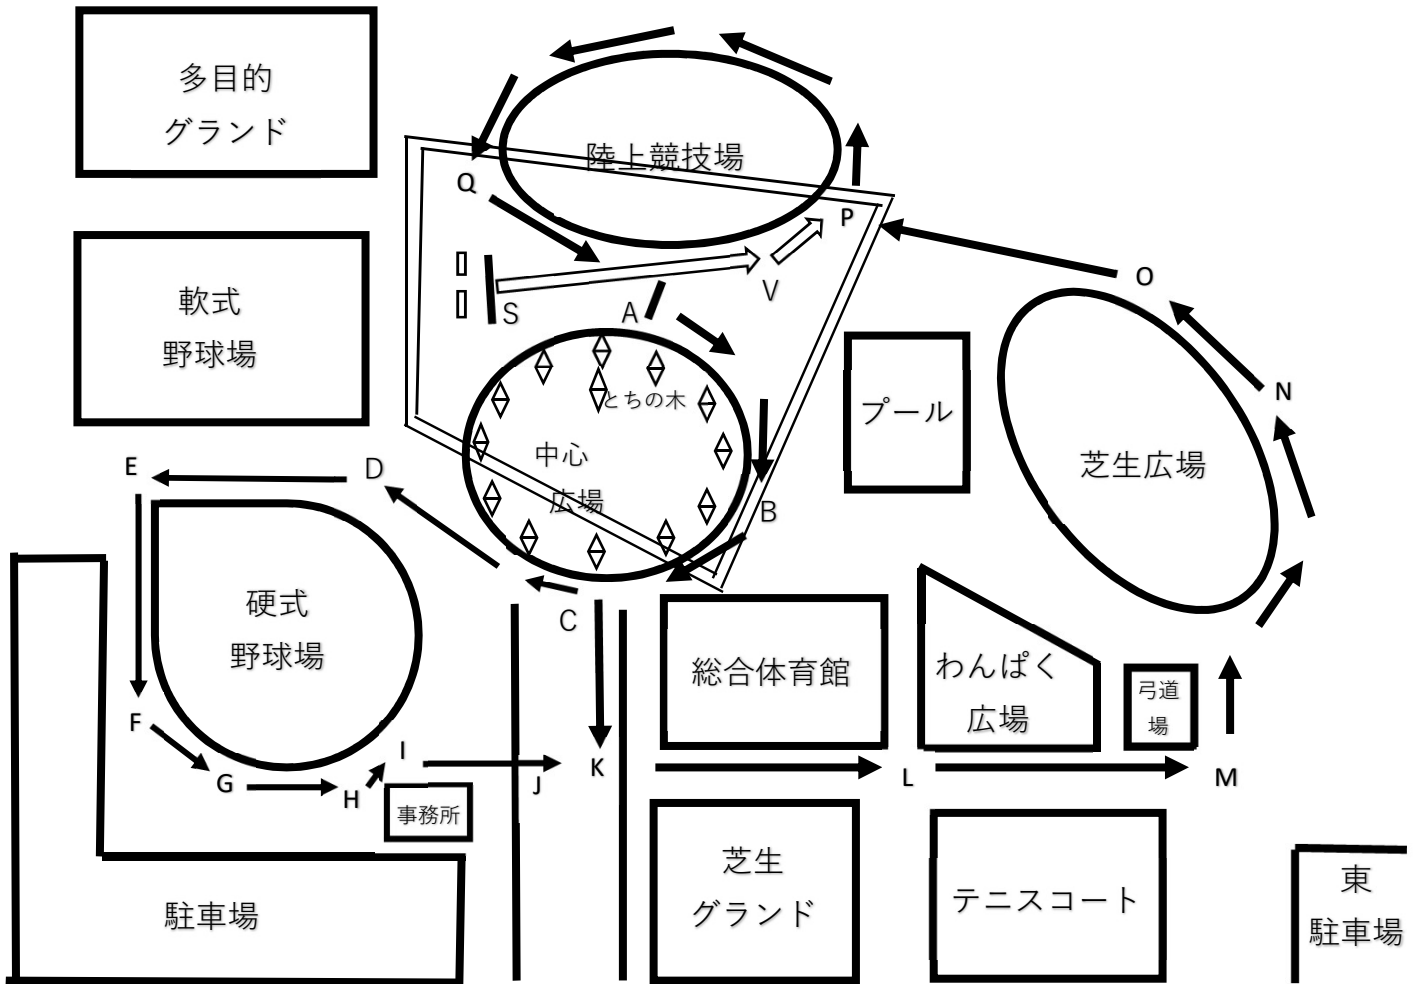 多目的
グランド
陸上競技場
Q
P
O
軟式
野球場
S
A
V
N
プール
とちの木
中心
広場
芝生広場
E
D
B
硬式
野球場
C
総合体育館
わんぱく
広場
弓道
場
F
G
H
I
J
K
L
M
事務所
芝生
グランド
テニスコート
東
駐車場
駐車場